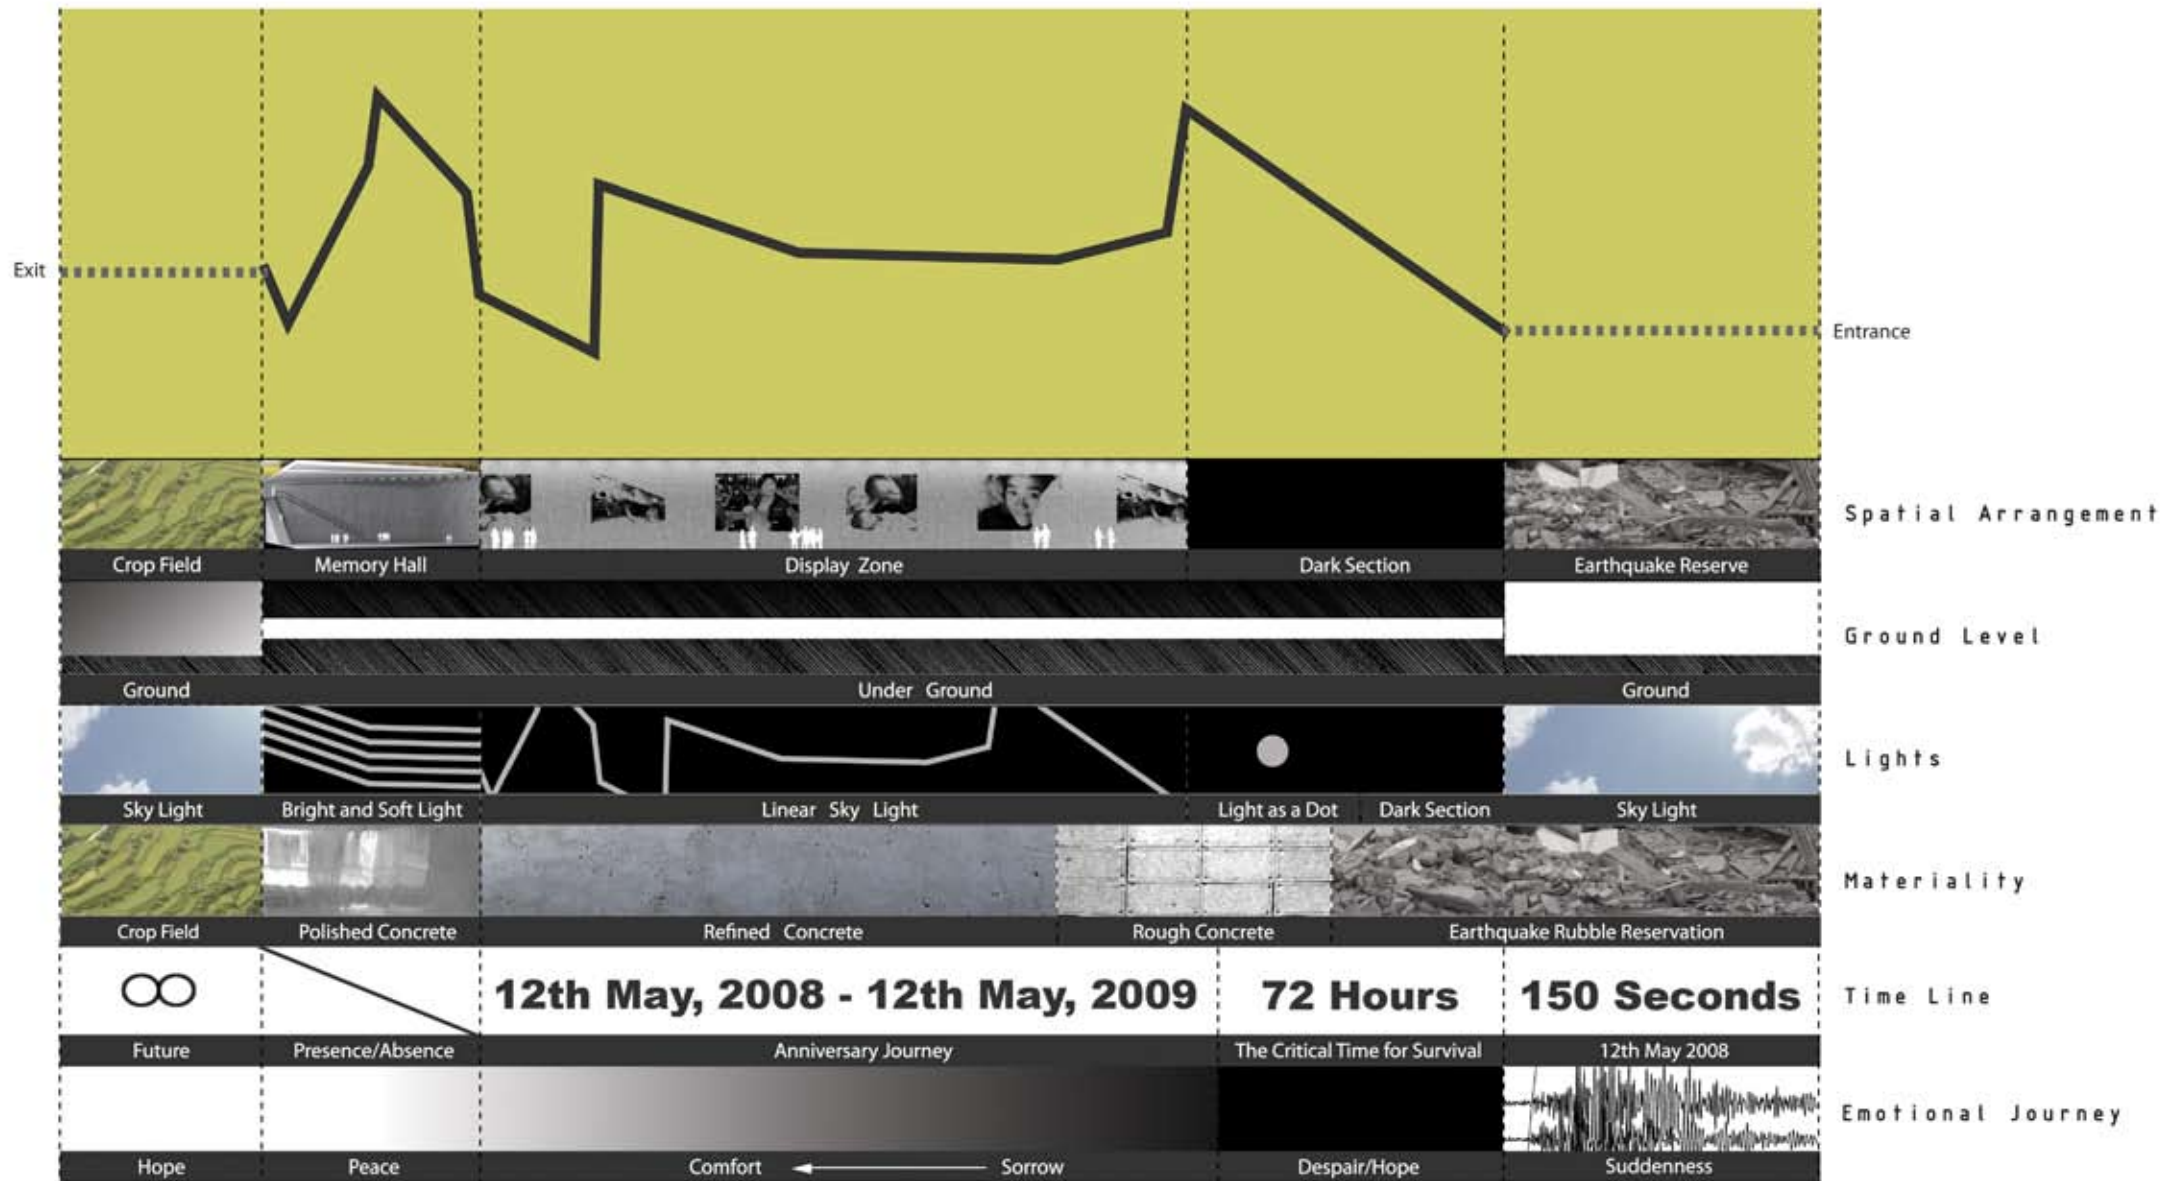 Exit
Entrance
Spatial Arrangement
Crop Field Memory Hall Display Zone Dark Section Earthquake Reserve
Ground Level
Ground Under Ground Ground
Lights
Sky Light Bright and Soft Light Linear Sky Light Light as a Dot Dark Section Sky Light
Materiality
Crop Field Polished Concrete Refined Concrete Rough Concrete Earthquake Rubble Reservation
∞ 12th May, 2008 - 12th May, 2009 72 Hours 150 Seconds Time Line
Future Presence/Absence Anniversary Journey The Critical Time for Survival 12th May 2008
Emotional Journey
Hope Peace Comfort Sorrow Despair/Hope Suddenness